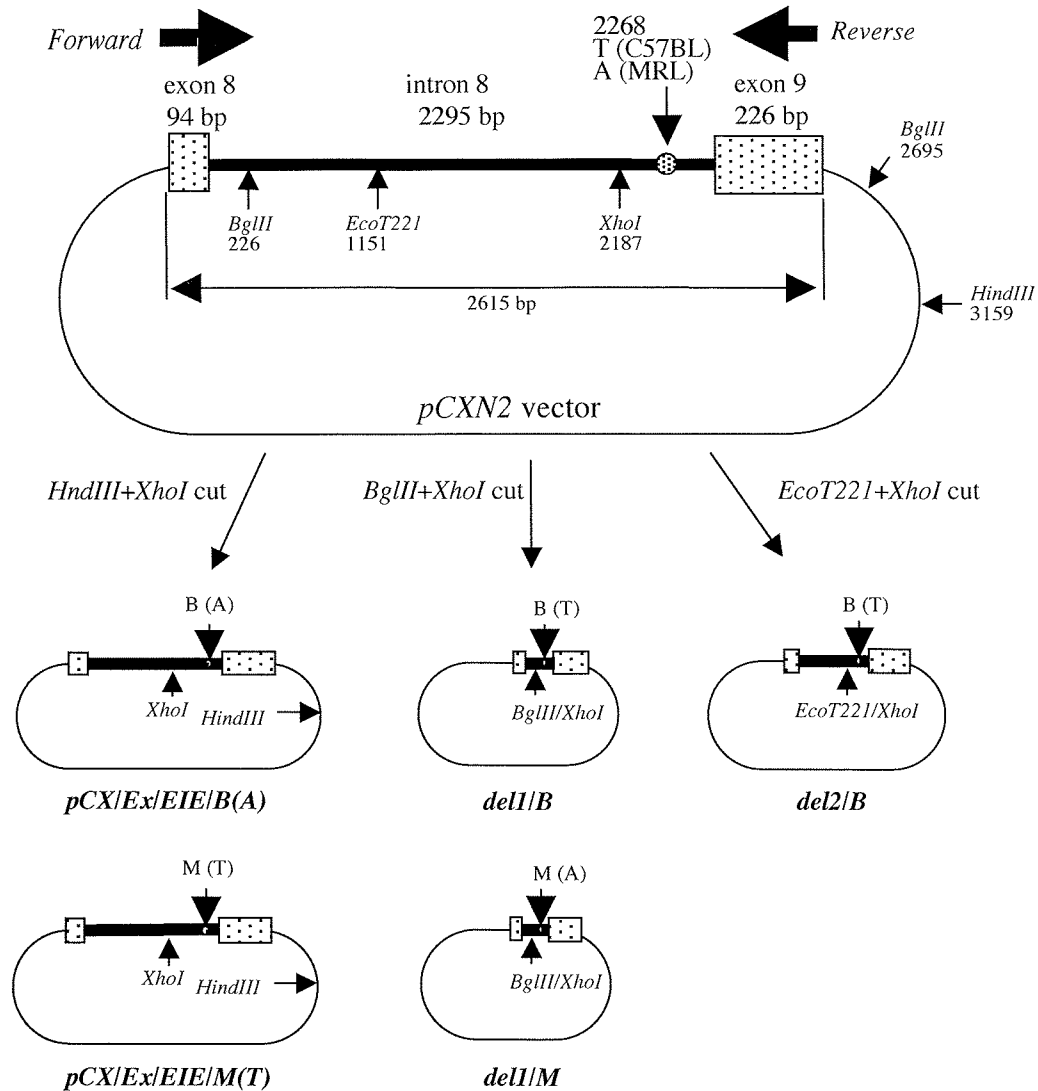 Forward
2268
T (C57BL)
A (MRL)
Reverse
exon 8
94 bp
intron 8
2295 bp
exon 9
226 bp
BglII
2695
BglII
226
EcoT221
1151
XhoI
2187
2615 bp
HindIII
3159
pCXN2 vector
HndIII+XhoI cut
BglII+XhoI cut
EcoT221+XhoI cut
B (A)
XhoI
HindIII
pCX/Ex/EIE/B(A)
B (T)
BglII/XhoI
del1/B
B (T)
EcoT221/XhoI
del2/B
M (T)
XhoI
HindIII
pCX/Ex/EIE/M(T)
M (A)
BglII/XhoI
del1/M